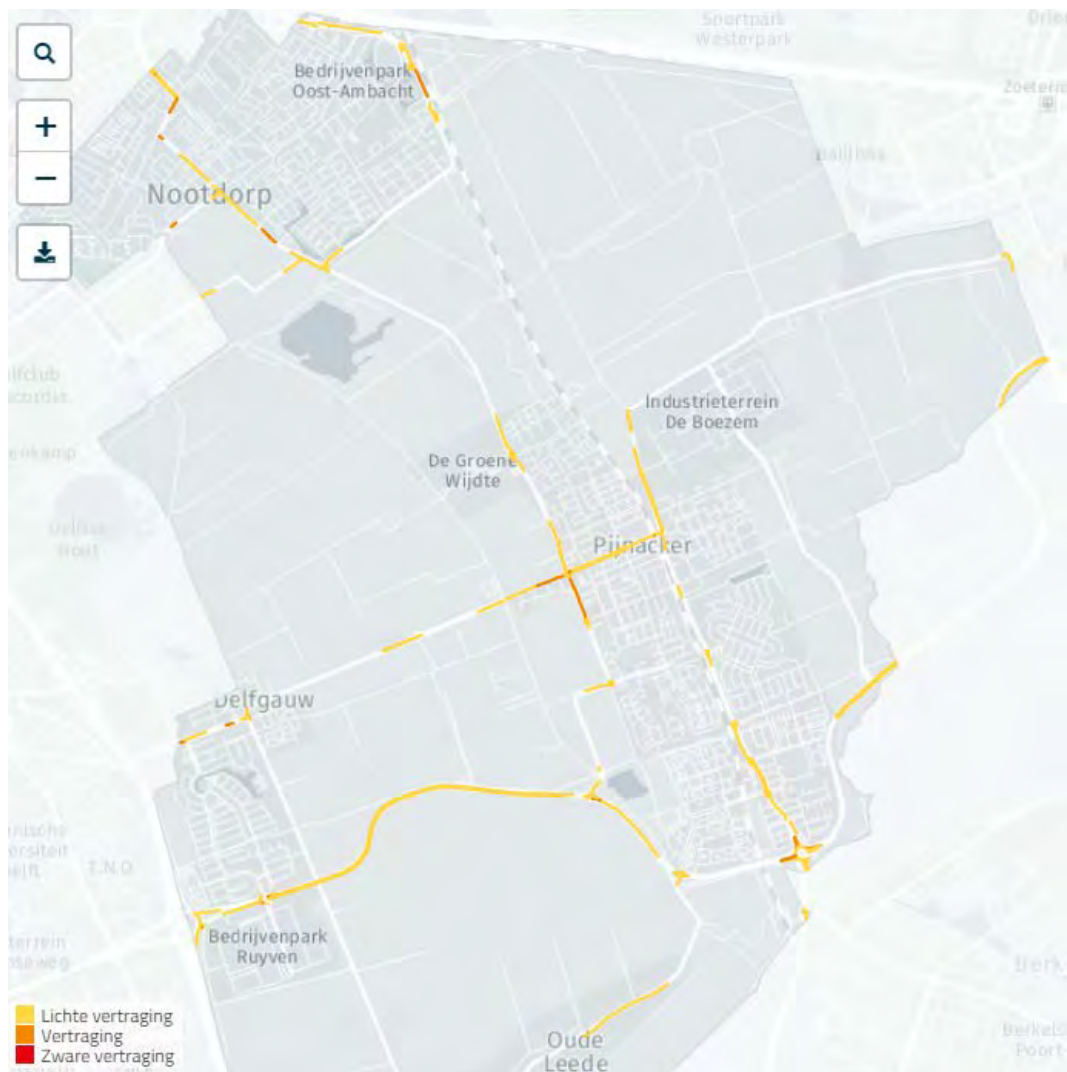 Sportpark
Westerpark
Bedrijvenpark
Oost-Ambacht
Nootdorp
Industrieterrein
De Boezem
De Groene
Wijdte
Pijnacker
Delfgauw
T.N.O.
Bedrijvenpark
Ruyven
Oude
Leede
Lichte vertraging
Vertraging
Zware vertraging